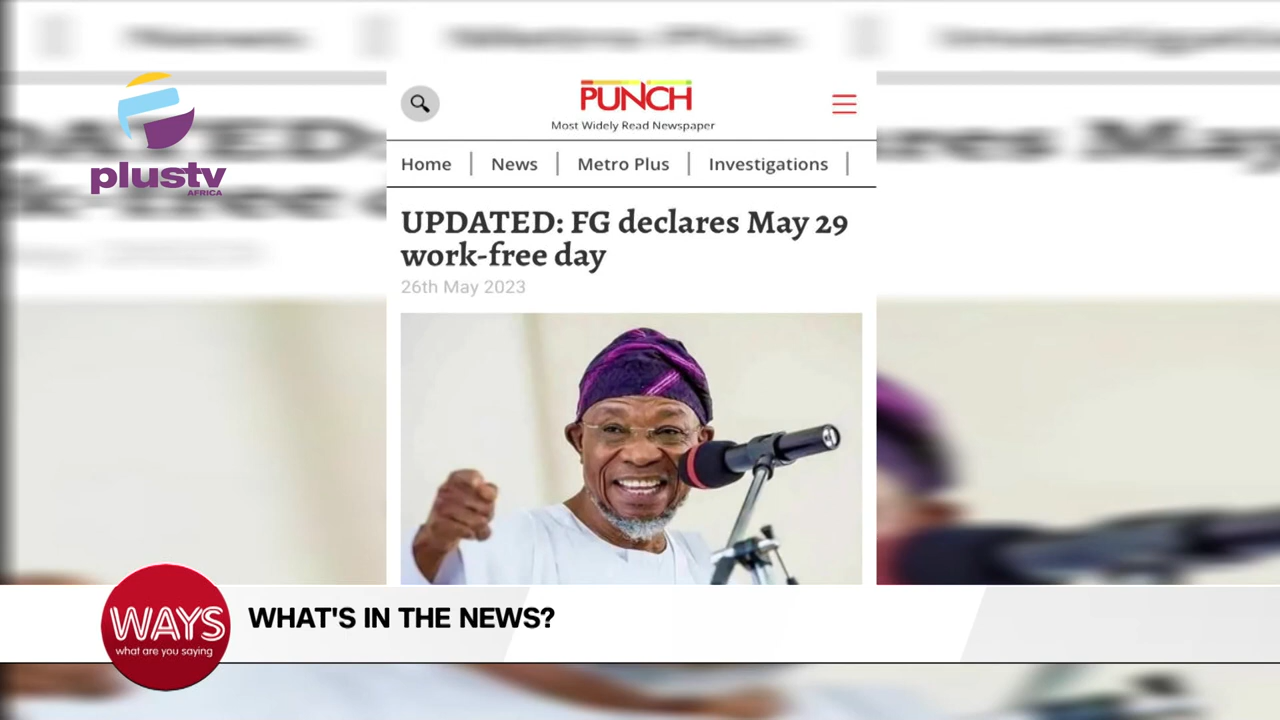 plustv
AFRICA
PUNCH
Most Widely Read Newspaper
Home | News | Metro Plus | Investigations |
UPDATED: FG declares May 29
work-free day
26th May 2023
WAYS
what are you saying
WHAT'S IN THE NEWS?